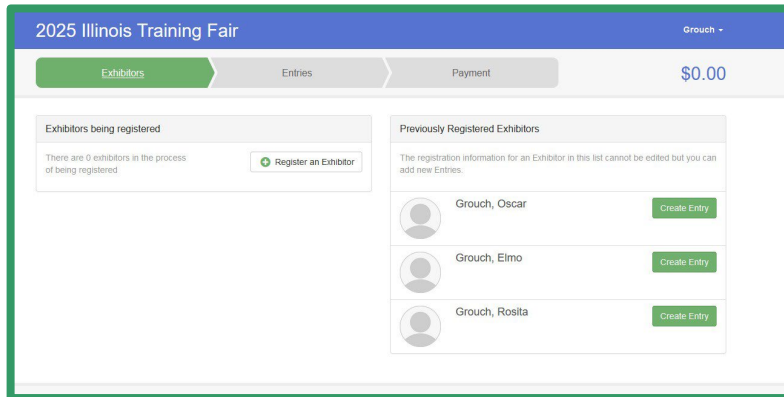 2025 Illinois Training Fair
Grouch
Exhibitors
Entries
Payment
$0.00
Exhibitors being registered
There are 0 exhibitors in the process
of being registered
Register an Exhibitor
Previously Registered Exhibitors
The registration information for an Exhibitor in this list cannot be edited but you can
add new Entries.
Grouch, Oscar
Create Entry
Grouch, Elmo
Create Entry
Grouch, Rosita
Create Entry